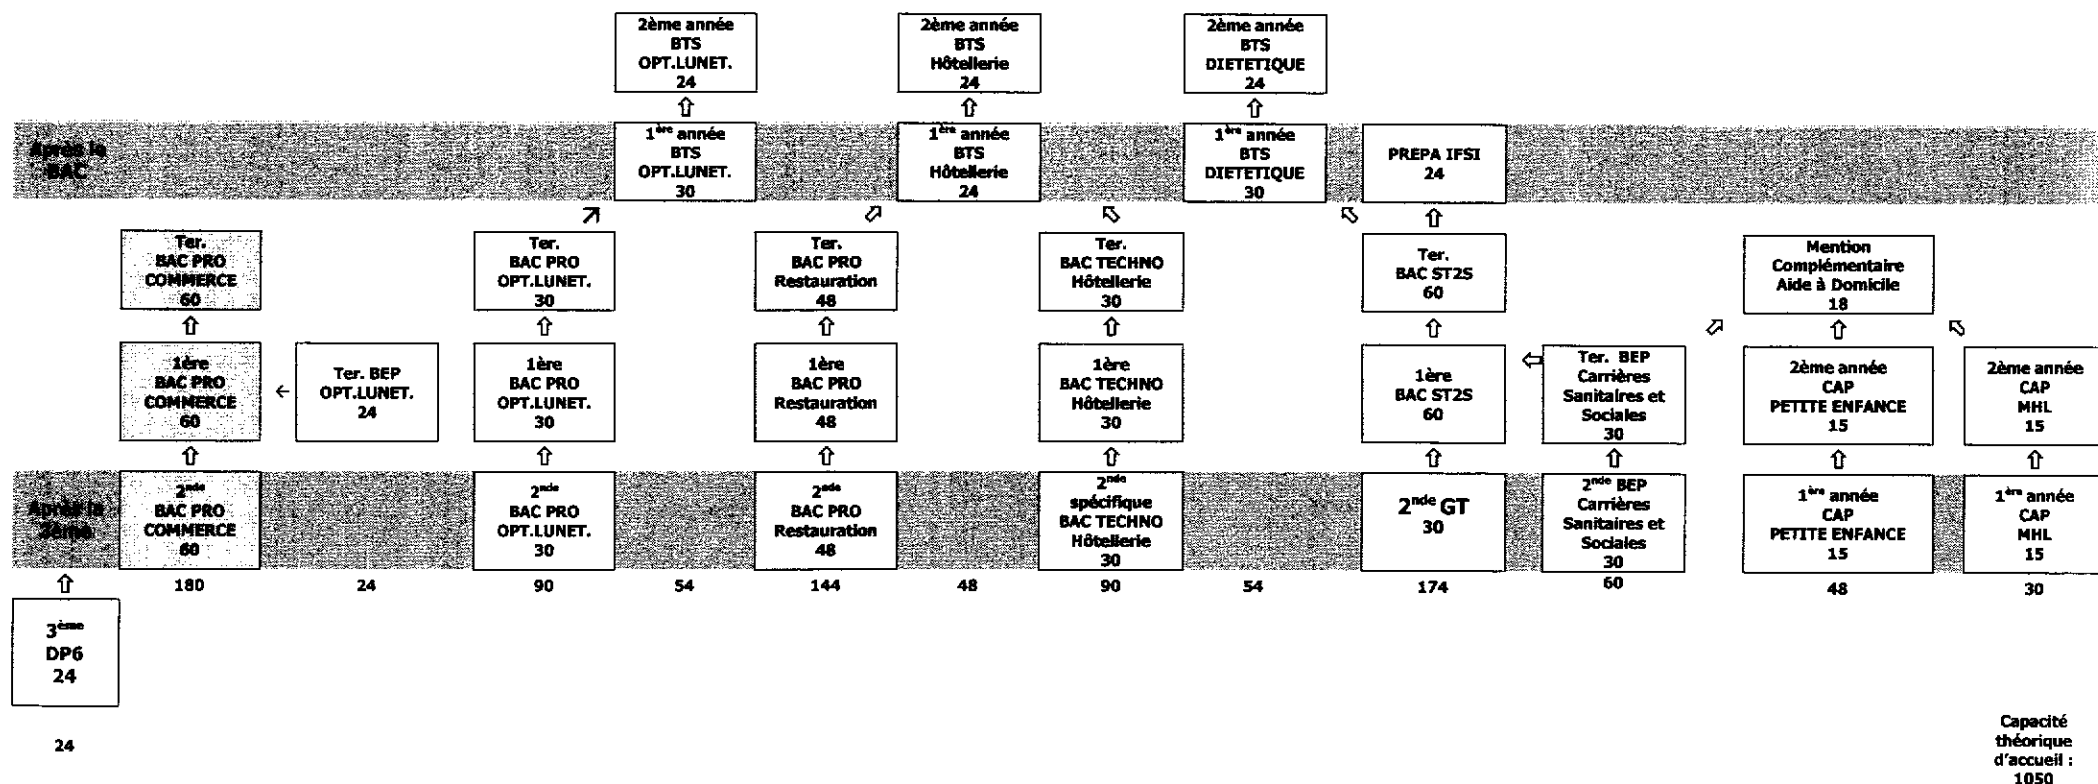 2ème année
BTS
OPT.LUNET.
24
2ème année
BTS
Hôtellerie
24
2ème année
BTS
DIETETIQUE
24
Après le
BAC
1ère année
BTS
OPT.LUNET.
30
1ère année
BTS
Hôtellerie
24
1ère année
BTS
DIETETIQUE
30
PREPA IFSI
24
Ter.
BAC PRO
COMMERCE
60
Ter.
BAC PRO
OPT.LUNET.
30
Ter.
BAC PRO
Restauration
48
Ter.
BAC TECHNO
Hôtellerie
30
Ter.
BAC ST2S
60
Mention
Complémentaire
Aide à Domicile
18
1ère
BAC PRO
COMMERCE
60
Ter. BEP
OPT.LUNET.
24
1ère
BAC PRO
OPT.LUNET.
30
1ère
BAC PRO
Restauration
48
1ère
BAC TECHNO
Hôtellerie
30
1ère
BAC ST2S
60
Ter. BEP
Carrières
Sanitaires et
Sociales
30
2ème année
CAP
PETITE ENFANCE
15
2ème année
CAP
MHL
15
Après la
3ème
2nde
BAC PRO
COMMERCE
60
2nde
BAC PRO
OPT.LUNET.
30
2nde
BAC PRO
Restauration
48
2nde
spécifique
BAC TECHNO
Hôtellerie
30
2nde GT
30
2nde BEP
Carrières
Sanitaires et
Sociales
30
1ère année
CAP
PETITE ENFANCE
15
1ère année
CAP
MHL
15
180
24
90
54
144
48
90
54
174
60
48
30
3ème
DP6
24
24
Capacité
théorique
d'accueil :
1050